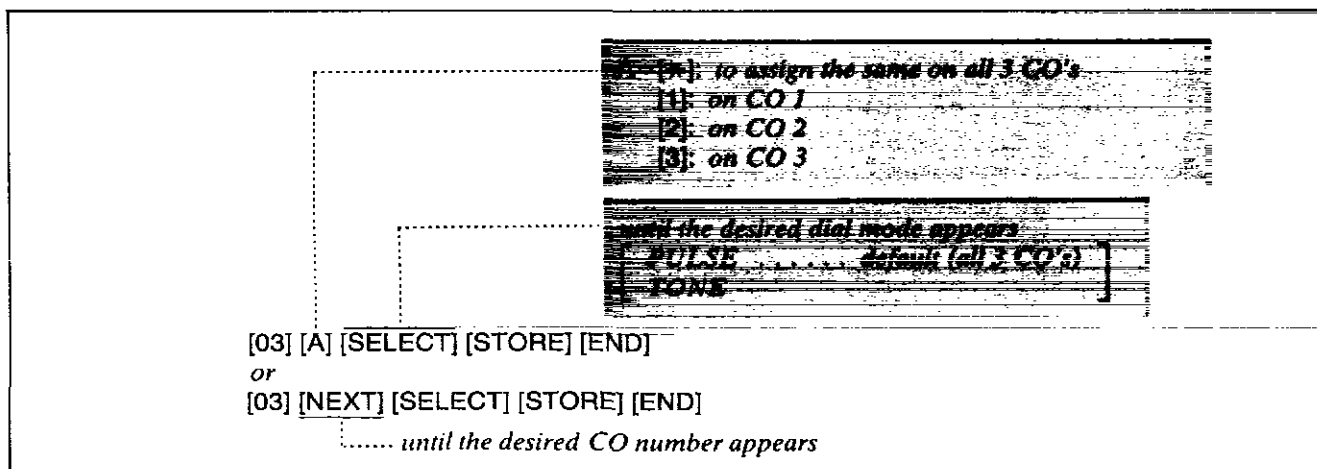 to assign the same on all 3 CO's
[1]: on CO 1
[2]: on CO 2
[3]: on CO 3
until the desired dial mode appears
PULSE . . . . . . default (all 3 CO's)
TONE
[03] [A] [SELECT] [STORE] [END]
or
[03] [NEXT] [SELECT] [STORE] [END]
....... until the desired CO number appears